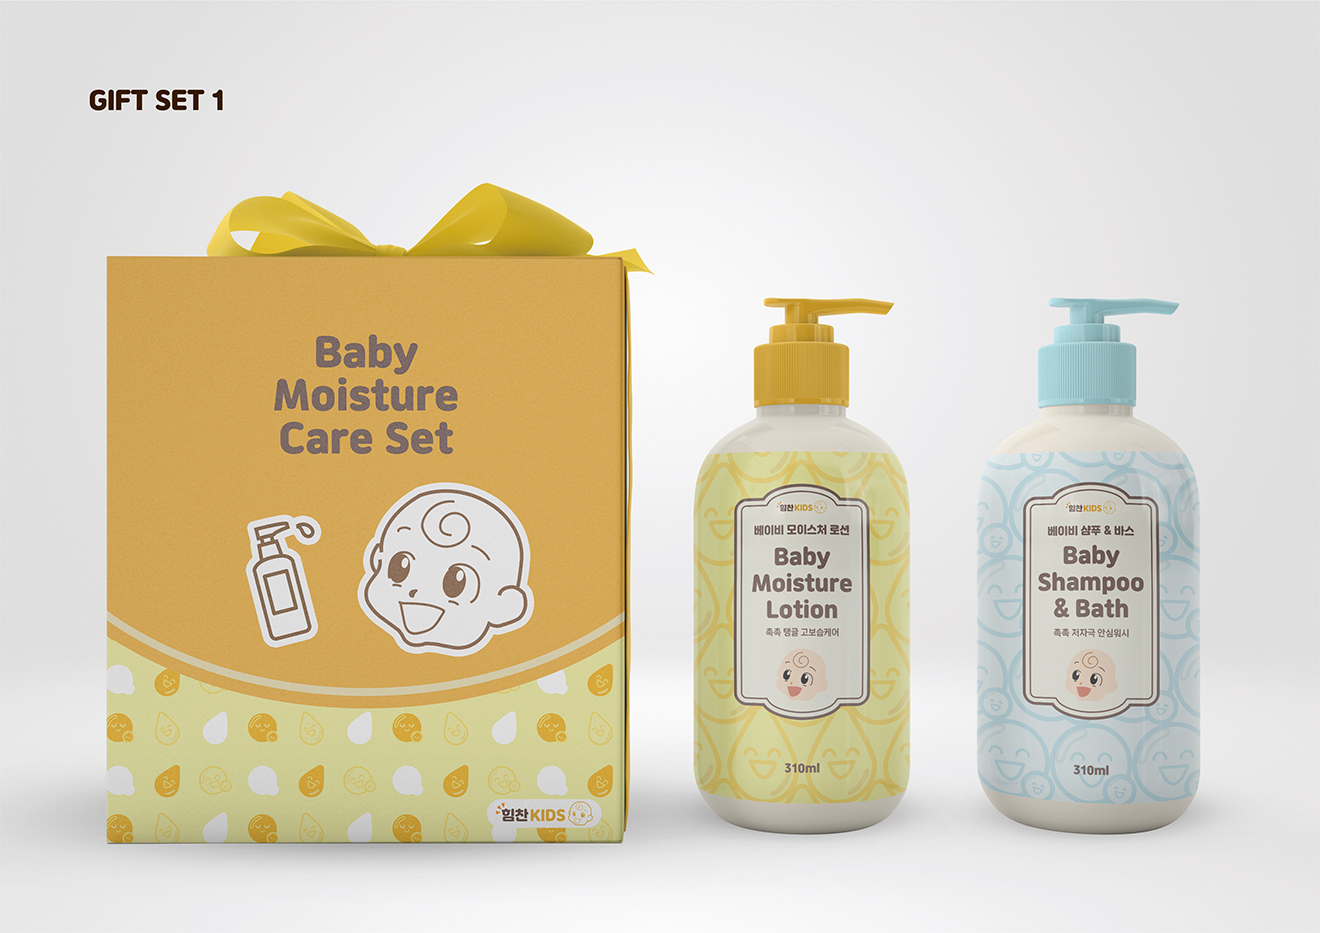 GIFT SET 1
Baby
Moisture
Care Set
힘찬KIDS
힘찬KIDS
베이비 모이스처 로션
Baby
Moisture
Lotion
촉촉 탱글 고보습케어
310ml
힘찬KIDS
베이비 샴푸 & 바스
Baby
Shampoo
& Bath
촉촉 저자극 안심워시
310ml